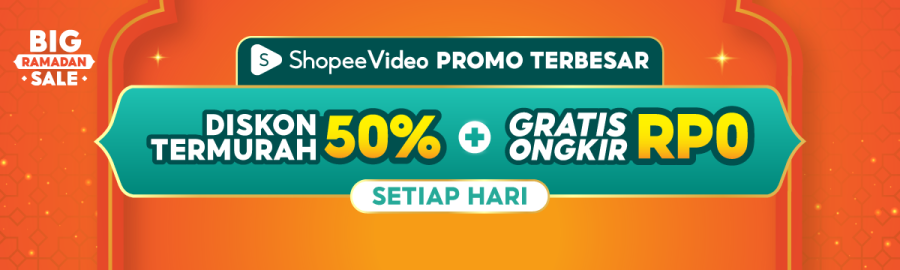 BIG
RAMADAN
SALE
S ShopeeVideo PROMO TERBESAR
DISKON
TERMURAH 50% + GRATIS
ONGKIR RP0
SETIAP HARI